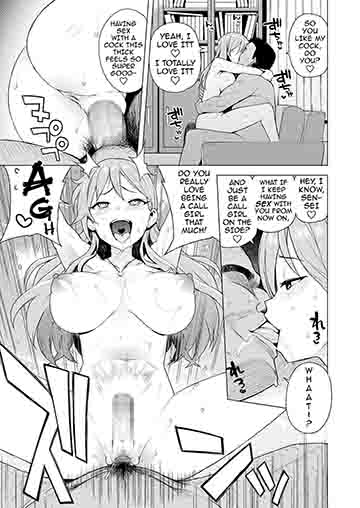 SO
YOU
LIKE MY
COCK,
DO
YOU?
♡
YEAH, I
LOVE IT!
♡
I
TOTALLY
LOVE IT!
♡
HAVING
SEX
WITH A
COCK THIS
THICK
FEELS SO
SUPER
GOOD~
♡
HEY, I
KNOW,
SEN-
SEI
♡
WHAT IF
I KEEP
HAVING
SEX WITH
YOU FROM
NOW ON,
AND JUST
BE A
CALL GIRL
ON THE
SIDE?
♡
WHAAT!?
DO YOU
REALLY
LOVE
BEING A
CALL
GIRL
THAT
MUCH!
AGH